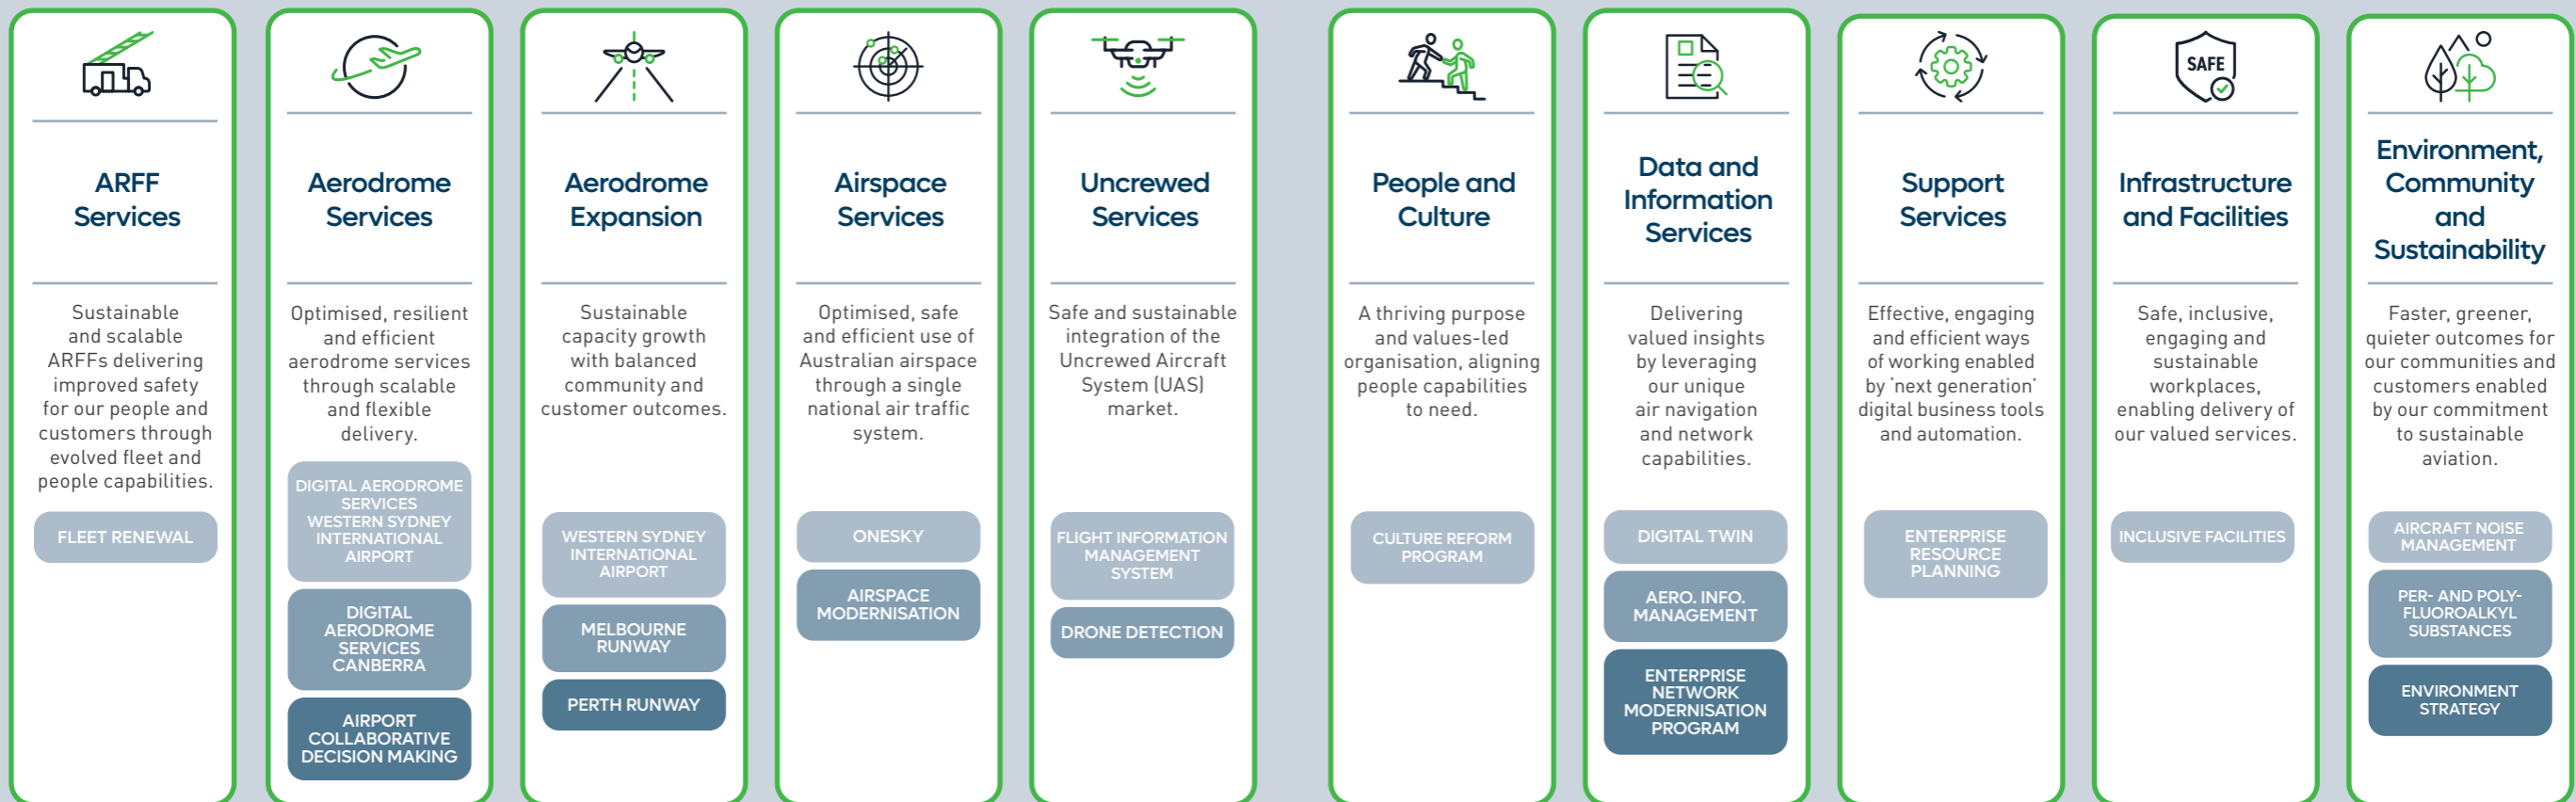 ARFF
Services
Sustainable
and scalable
ARFFs delivering
improved safety
for our people and
customers through
evolved fleet and
people capabilities.
FLEET RENEWAL
Aerodrome
Services
Optimised, resilient
and efficient
aerodrome services
through scalable
and flexible
delivery.
DIGITAL AERODROME
SERVICES
WESTERN SYDNEY
INTERNATIONAL
AIRPORT
DIGITAL
AERODROME
SERVICES
CANBERRA
AIRPORT
COLLABORATIVE
DECISION MAKING
Aerodrome
Expansion
Sustainable
capacity growth
with balanced
community and
customer outcomes.
WESTERN SYDNEY
INTERNATIONAL
AIRPORT
MELBOURNE
RUNWAY
PERTH RUNWAY
Airspace
Services
Optimised, safe
and efficient use of
Australian airspace
through a single
national air traffic
system.
ONESKY
AIRSPACE
MODERNISATION
Uncrewed
Services
Safe and sustainable
integration of the
Uncrewed Aircraft
System (UAS)
market.
FLIGHT INFORMATION
MANAGEMENT
SYSTEM
DRONE DETECTION
People and
Culture
A thriving purpose
and values-led
organisation, aligning
people capabilities
to need.
CULTURE REFORM
PROGRAM
Data and
Information
Services
Delivering
valued insights
by leveraging
our unique
air navigation
and network
capabilities.
DIGITAL TWIN
AERO. INFO.
MANAGEMENT
ENTERPRISE
NETWORK
MODERNISATION
PROGRAM
Support
Services
Effective, engaging
and efficient ways
of working enabled
by 'next generation'
digital business tools
and automation.
ENTERPRISE
RESOURCE
PLANNING
SAFE
Infrastructure
and Facilities
Safe, inclusive,
engaging and
sustainable
workplaces,
enabling delivery of
our valued services.
INCLUSIVE FACILITIES
Environment,
Community
and
Sustainability
Faster, greener,
quieter outcomes for
our communities and
customers enabled
by our commitment
to sustainable
aviation.
AIRCRAFT NOISE
MANAGEMENT
PER- AND POLY-
FLUOROALKYL
SUBSTANCES
ENVIRONMENT
STRATEGY